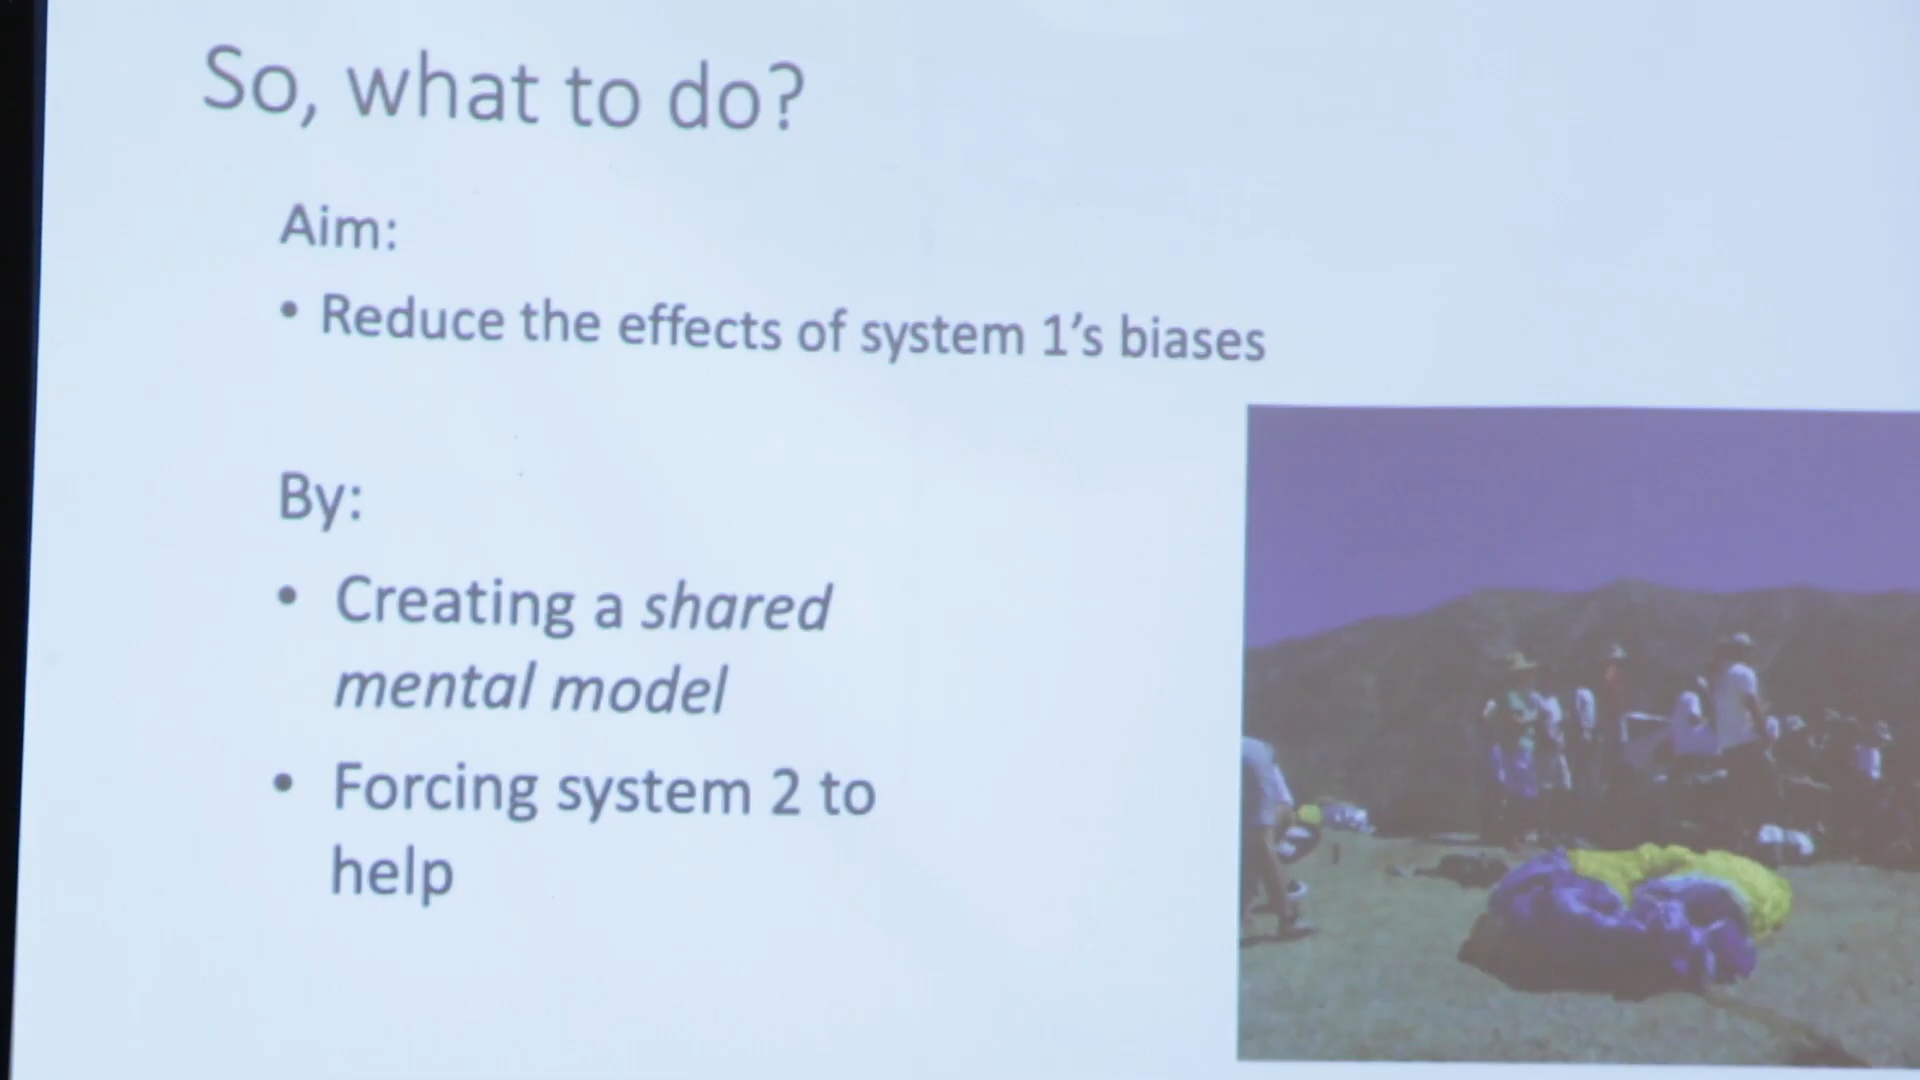 So, what to do?
Aim:
• Reduce the effects of system 1’s biases
By:
• Creating a shared
mental model
• Forcing system 2 to
help